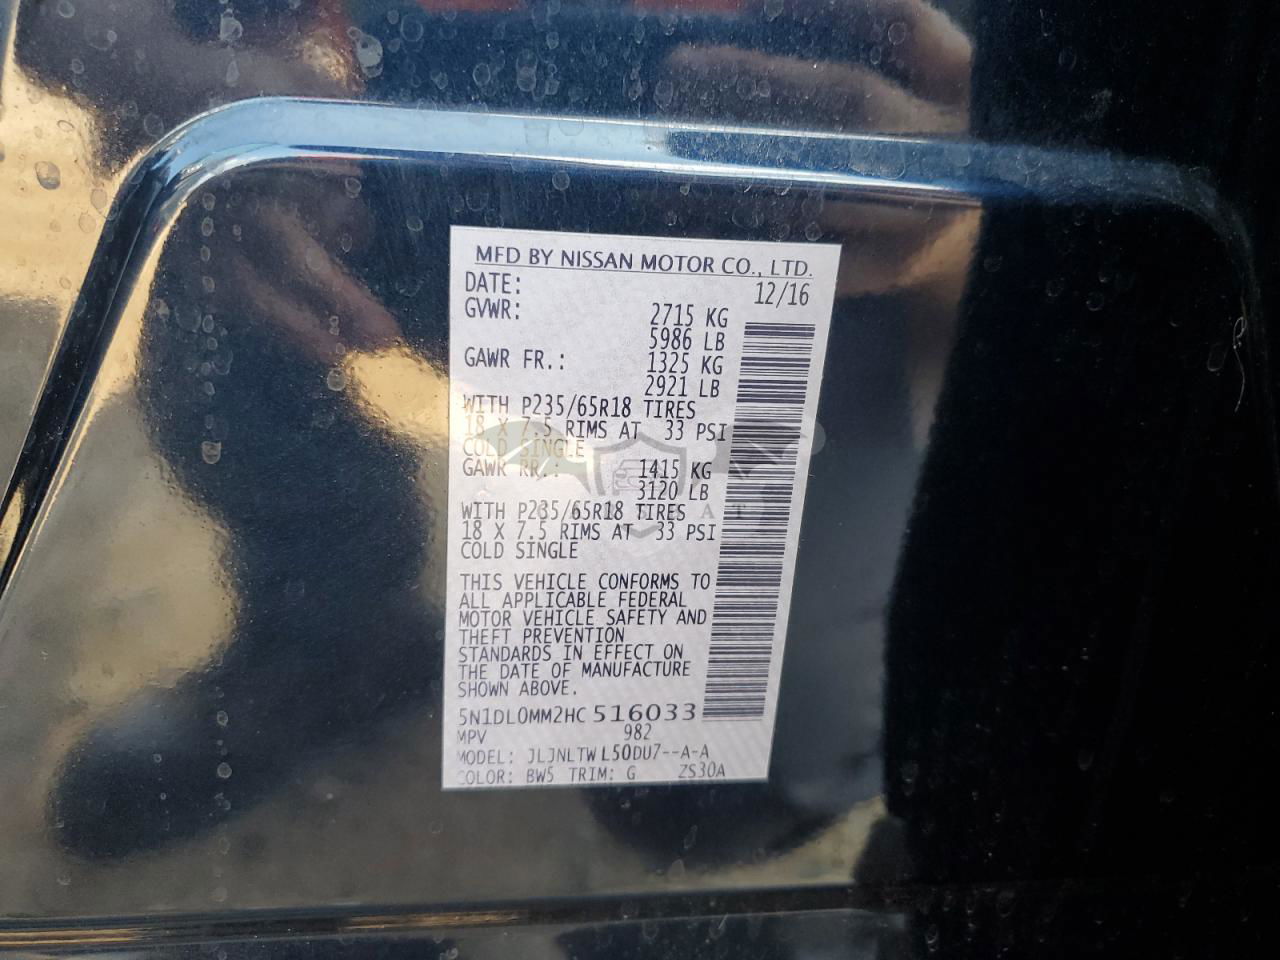 MFD BY NISSAN MOTOR CO., LTD.
DATE: 12/16
GVWR: 2715 KG
5986 LB
GAWR FR.: 1325 KG
2921 LB
WITH P235/65R18 TIRES
18 X 7.5 RIMS AT 33 PSI
COLD SINGLE
GAWR RR.: 1415 KG
3120 LB
WITH P235/65R18 TIRES
18 X 7.5 RIMS AT 33 PSI
COLD SINGLE
THIS VEHICLE CONFORMS TO
ALL APPLICABLE FEDERAL
MOTOR VEHICLE SAFETY AND
THEFT PREVENTION
STANDARDS IN EFFECT ON
THE DATE OF MANUFACTURE
SHOWN ABOVE.
5N1DL0MM2HC 516033
MPV 982
MODEL: JLJNLTW L50DU7--A-A
COLOR: BW5 TRIM: G ZS30A